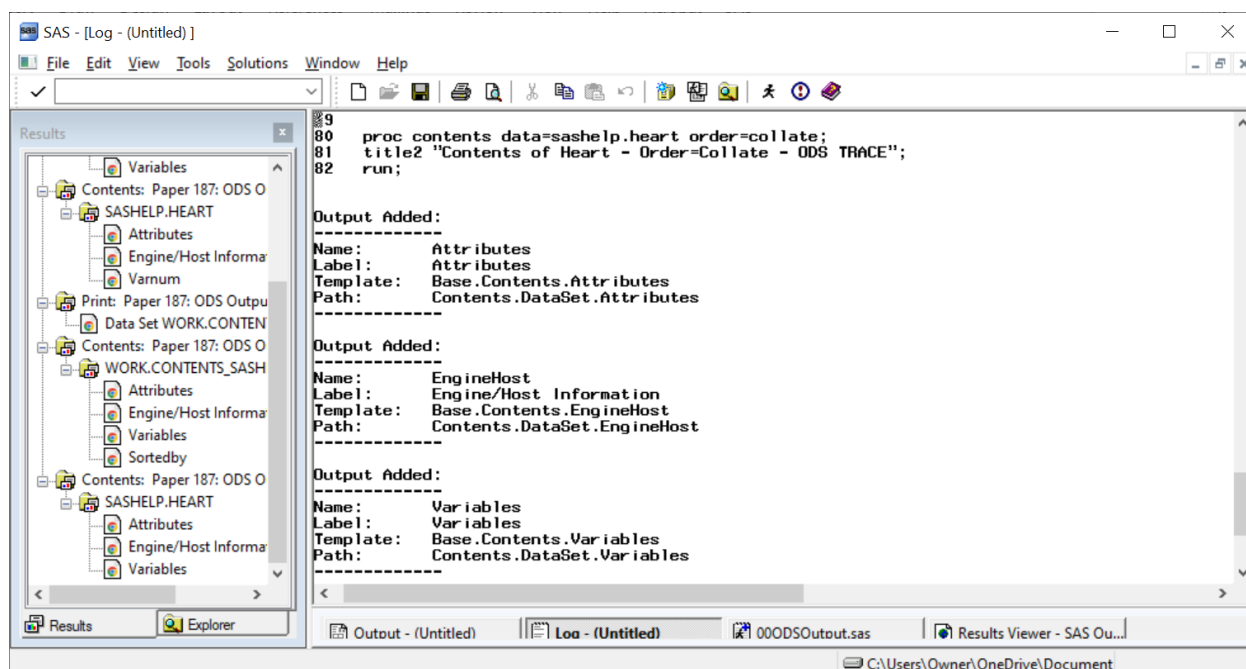 SAS - [Log - (Untitled) ]
File Edit View Tools Solutions Window Help
Results
Variables
Contents: Paper 187: ODS O
SASHELP.HEART
Attributes
Engine/Host Informa
Varnum
Print: Paper 187: ODS Outpu
Data Set WORK.CONTEN
Contents: Paper 187: ODS O
WORK.CONTENTS_SASH
Attributes
Engine/Host Informa
Variables
Sortedby
Contents: Paper 187: ODS O
SASHELP.HEART
Attributes
Engine/Host Informa
Variables
Results Explorer
80 proc contents data=sashelp.heart order=collate;
81 title2 "Contents of Heart - Order=Collate - ODS TRACE";
82 run;
Output Added:
-------------
Name: Attributes
Label: Attributes
Template: Base.Contents.Attributes
Path: Contents.DataSet.Attributes
-------------
Output Added:
-------------
Name: EngineHost
Label: Engine/Host Information
Template: Base.Contents.EngineHost
Path: Contents.DataSet.EngineHost
-------------
Output Added:
-------------
Name: Variables
Label: Variables
Template: Base.Contents.Variables
Path: Contents.DataSet.Variables
-------------
Output - (Untitled) Log - (Untitled) 00ODSOutput.sas Results Viewer - SAS Ou...
C:\Users\Owner\OneDrive\Document